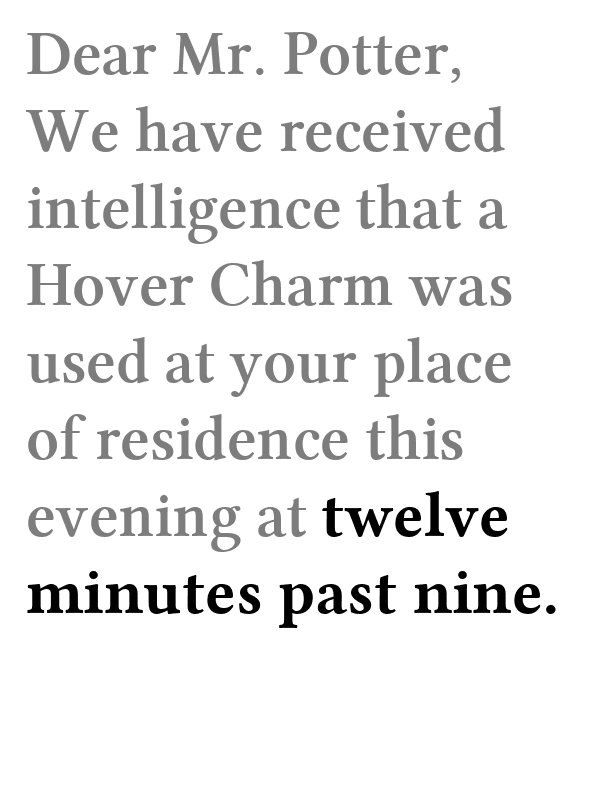 Dear Mr. Potter,
We have received
intelligence that a
Hover Charm was
used at your place
of residence this
evening at twelve
minutes past nine.